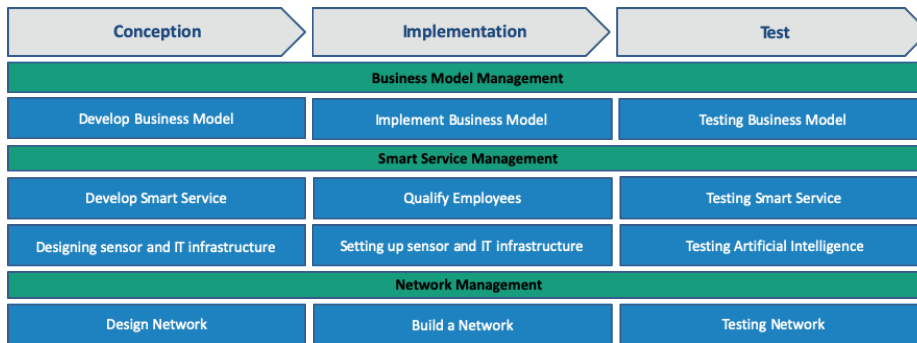 Conception
Implementation
Test
Business Model Management
Develop Business Model
Implement Business Model
Testing Business Model
Smart Service Management
Develop Smart Service
Qualify Employees
Testing Smart Service
Designing sensor and IT infrastructure
Setting up sensor and IT infrastructure
Testing Artificial Intelligence
Network Management
Design Network
Build a Network
Testing Network